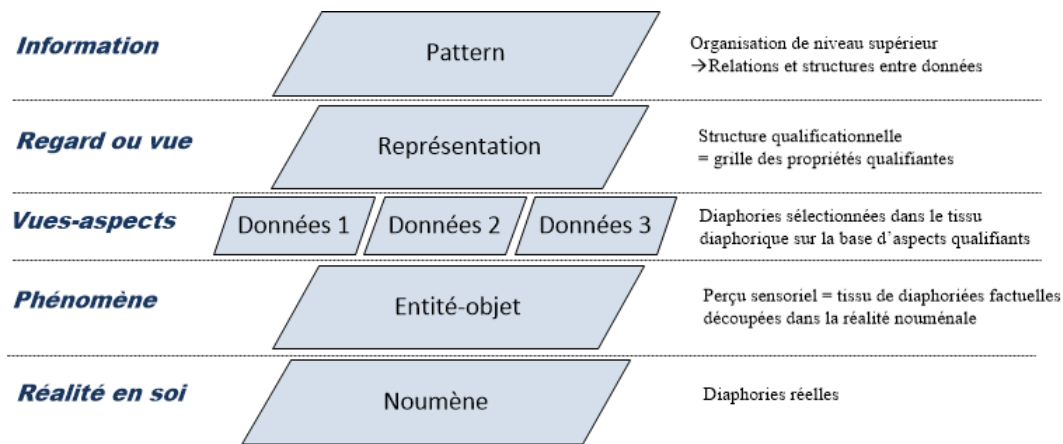 Information
Pattern
Organisation de niveau supérieur
→Relations et structures entre données
Regard ou vue
Représentation
Structure qualificationnelle
= grille des propriétés qualifiantes
Vues-aspects
Données 1
Données 2
Données 3
Diaphories sélectionnées dans le tissu
diaphorique sur la base d’aspects qualifiants
Phénomène
Entité-objet
Perçu sensoriel = tissu de diaphoriées factuelles
découpées dans la réalité nouménale
Réalité en soi
Noumène
Diaphories réelles